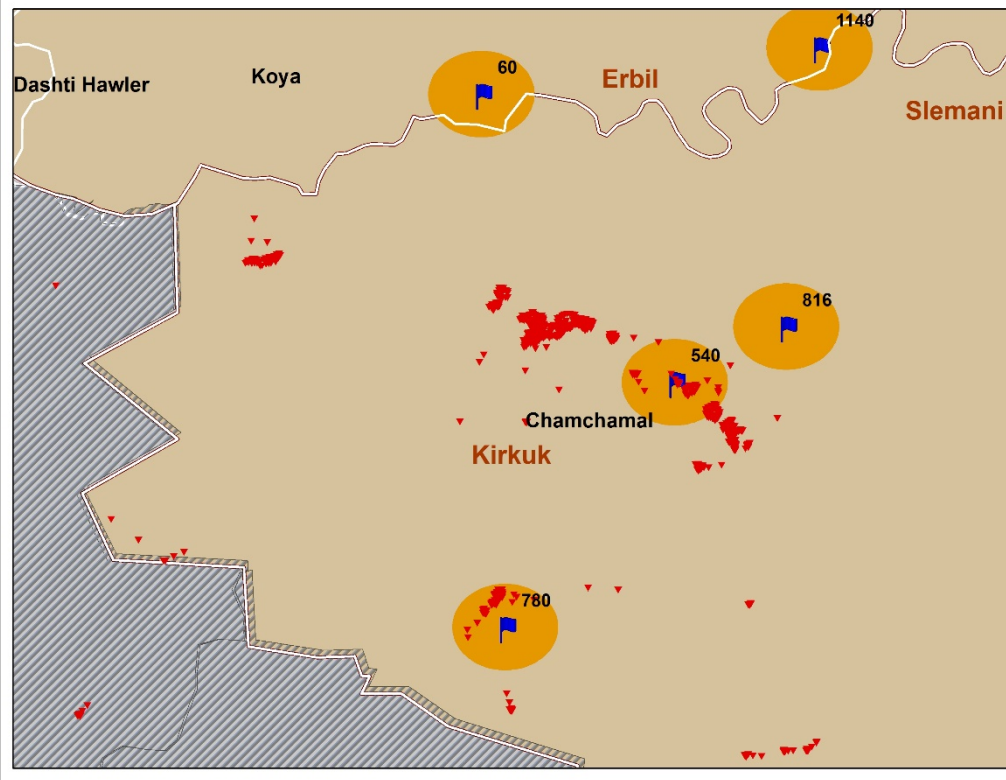 1140
60
Erbil
Koya
Dashti Hawler
Slemani
816
540
Chamchamal
Kirkuk
780